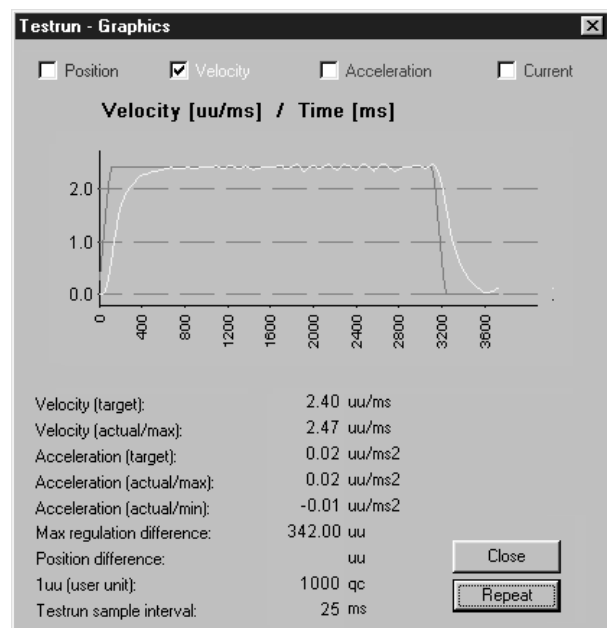 Testrun - Graphics
Position Velocity Acceleration Current
Velocity [uu/ms] / Time [ms]
2.0
1.0
0.0
0 400 800 1200 1600 2000 2400 2800 3200 3600
Velocity (target): 2.40 uu/ms
Velocity (actual/max): 2.47 uu/ms
Acceleration (target): 0.02 uu/ms2
Acceleration (actual/max): 0.02 uu/ms2
Acceleration (actual/min): -0.01 uu/ms2
Max regulation difference: 342.00 uu
Position difference: uu
1uu (user unit): 1000 qc
Testrun sample interval: 25 ms
Close
Repeat